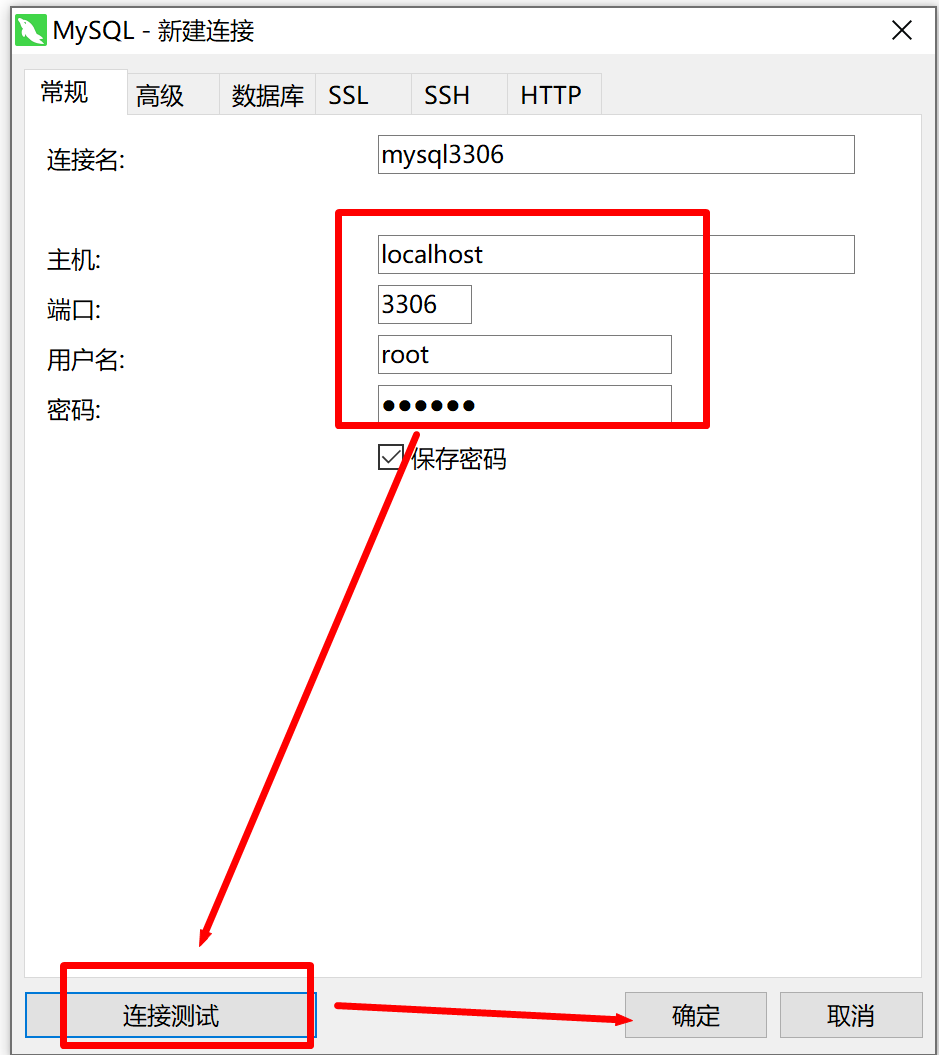 MySQL - 新建连接
常规 高级 数据库 SSL SSH HTTP
连接名: mysql3306
主机: localhost
端口: 3306
用户名: root
密码: ●●●●●●
保存密码
连接测试 确定 取消